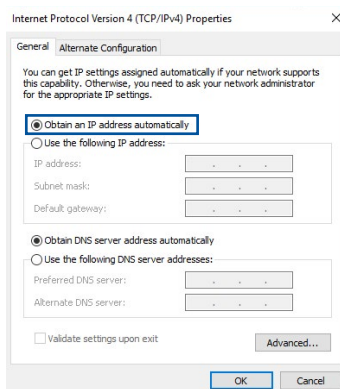 Internet Protocol Version 4 (TCP/IPv4) Properties
General Alternate Configuration
You can get IP settings assigned automatically if your network supports
this capability. Otherwise, you need to ask your network administrator
for the appropriate IP settings.
Obtain an IP address automatically
Use the following IP address:
IP address:
Subnet mask:
Default gateway:
Obtain DNS server address automatically
Use the following DNS server addresses:
Preferred DNS server:
Alternate DNS server:
Validate settings upon exit
Advanced...
OK Cancel